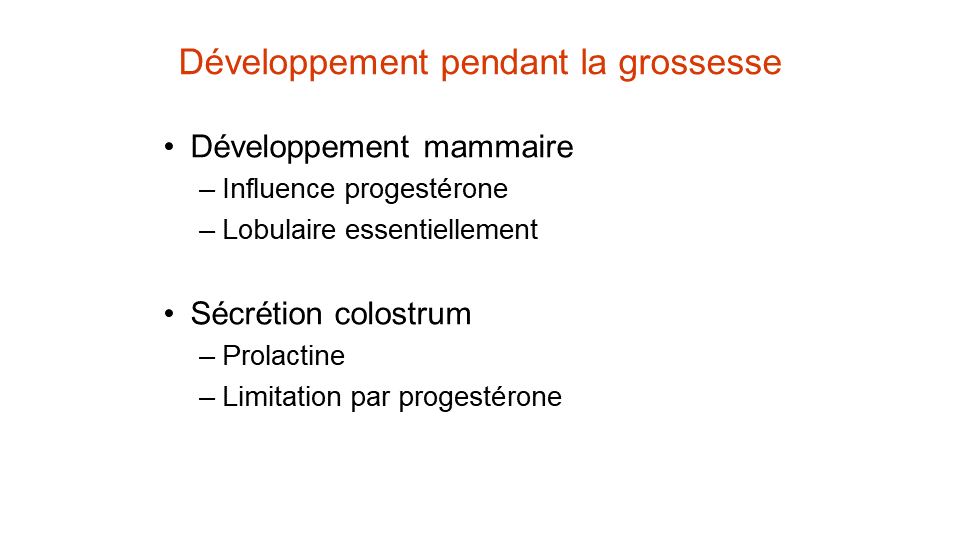 Développement pendant la grossesse
• Développement mammaire
– Influence progestérone
– Lobulaire essentiellement
• Sécrétion colostrum
– Prolactine
– Limitation par progestérone